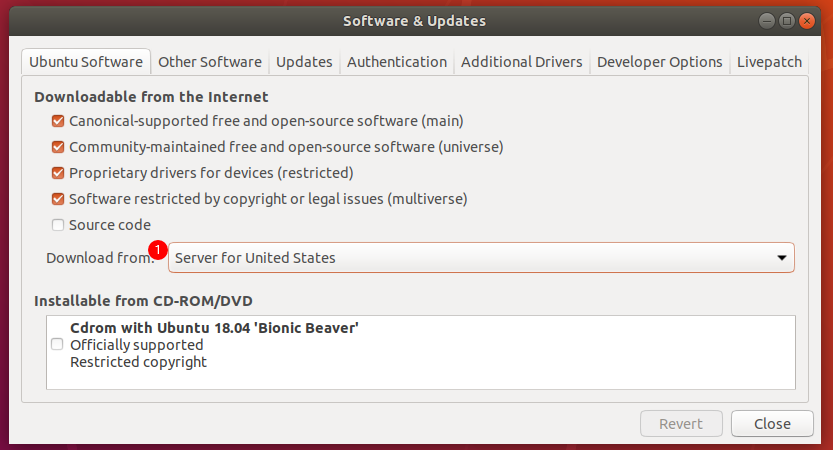 Software & Updates
Ubuntu Software Other Software Updates Authentication Additional Drivers Developer Options Livepatch
Downloadable from the Internet
Canonical-supported free and open-source software (main)
Community-maintained free and open-source software (universe)
Proprietary drivers for devices (restricted)
Software restricted by copyright or legal issues (multiverse)
Source code
Download from: 1 Server for United States
Installable from CD-ROM/DVD
Cdrom with Ubuntu 18.04 'Bionic Beaver'
Officially supported
Restricted copyright
Revert Close